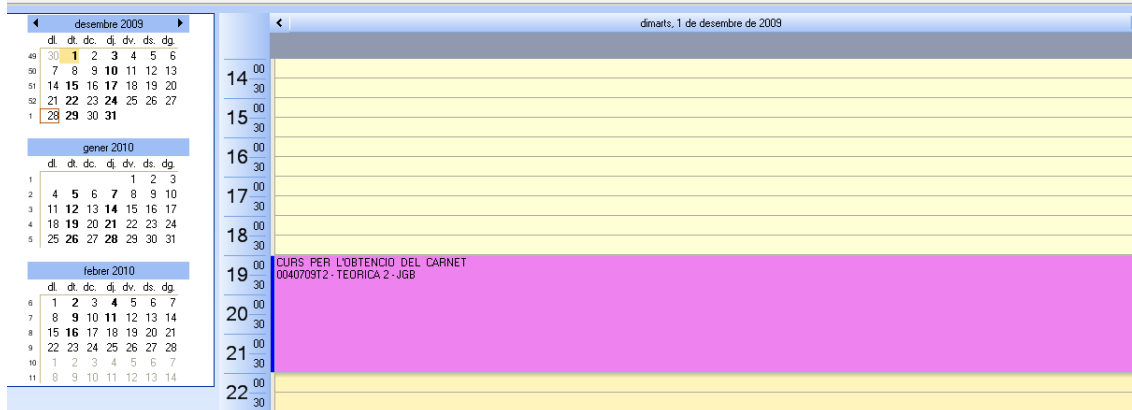 desembre 2009
dl. dt. dc. dj. dv. ds. dg.
49 30 1 2 3 4 5 6
50 7 8 9 10 11 12 13
51 14 15 16 17 18 19 20
52 21 22 23 24 25 26 27
1 28 29 30 31
gener 2010
dl. dt. dc. dj. dv. ds. dg.
1 1 2 3
2 4 5 6 7 8 9 10
3 11 12 13 14 15 16 17
4 18 19 20 21 22 23 24
5 25 26 27 28 29 30 31
febrer 2010
dl. dt. dc. dj. dv. ds. dg.
6 1 2 3 4 5 6 7
7 8 9 10 11 12 13 14
8 15 16 17 18 19 20 21
9 22 23 24 25 26 27 28
10 1 2 3 4 5 6 7
11 8 9 10 11 12 13 14
dimarts, 1 de desembre de 2009
14 00
30
15 00
30
16 00
30
17 00
30
18 00
30
19 00
30
20 00
30
21 00
30
22 00
30
CURS PER L'OBTENCIO DEL CARNET
0040709T2 - TEORICA 2 - JGB